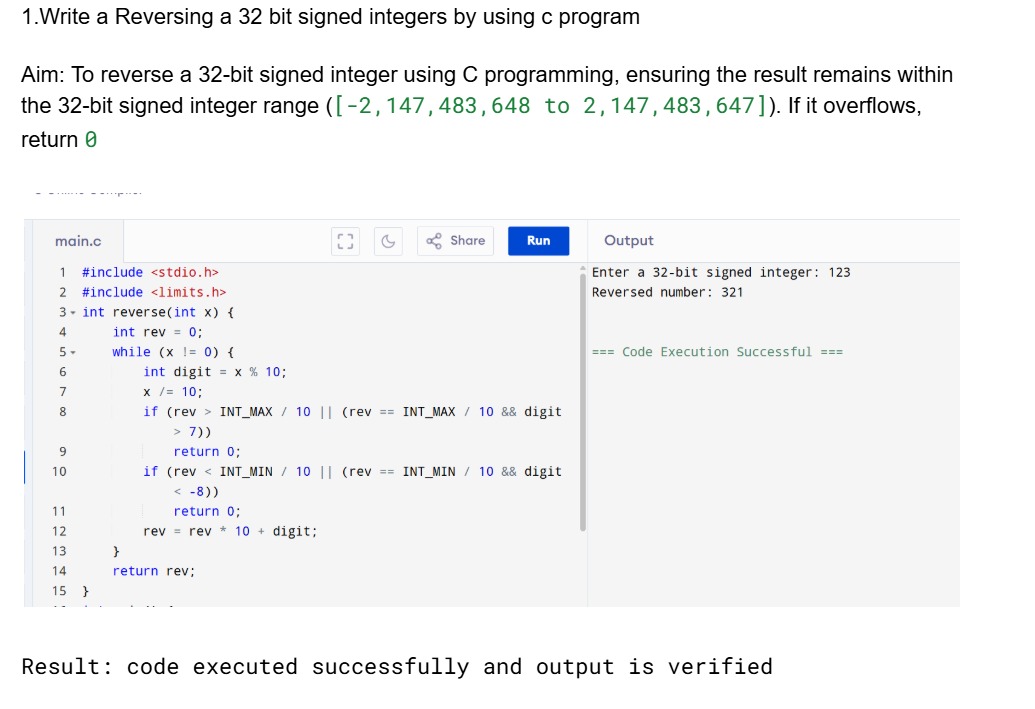 1.Write a Reversing a 32 bit signed integers by using c program
Aim: To reverse a 32-bit signed integer using C programming, ensuring the result remains within
the 32-bit signed integer range ([-2,147,483,648 to 2,147,483,647]). If it overflows,
return 0
main.c Share Run Output
1 #include <stdio.h>
2 #include <limits.h>
3 int reverse(int x) {
4 int rev = 0;
5 while (x != 0) {
6 int digit = x % 10;
7 x /= 10;
8 if (rev > INT_MAX / 10 || (rev == INT_MAX / 10 && digit
> 7))
9 return 0;
10 if (rev < INT_MIN / 10 || (rev == INT_MIN / 10 && digit
< -8))
11 return 0;
12 rev = rev * 10 + digit;
13 }
14 return rev;
15 }
Enter a 32-bit signed integer: 123
Reversed number: 321
=== Code Execution Successful ===
Result: code executed successfully and output is verified